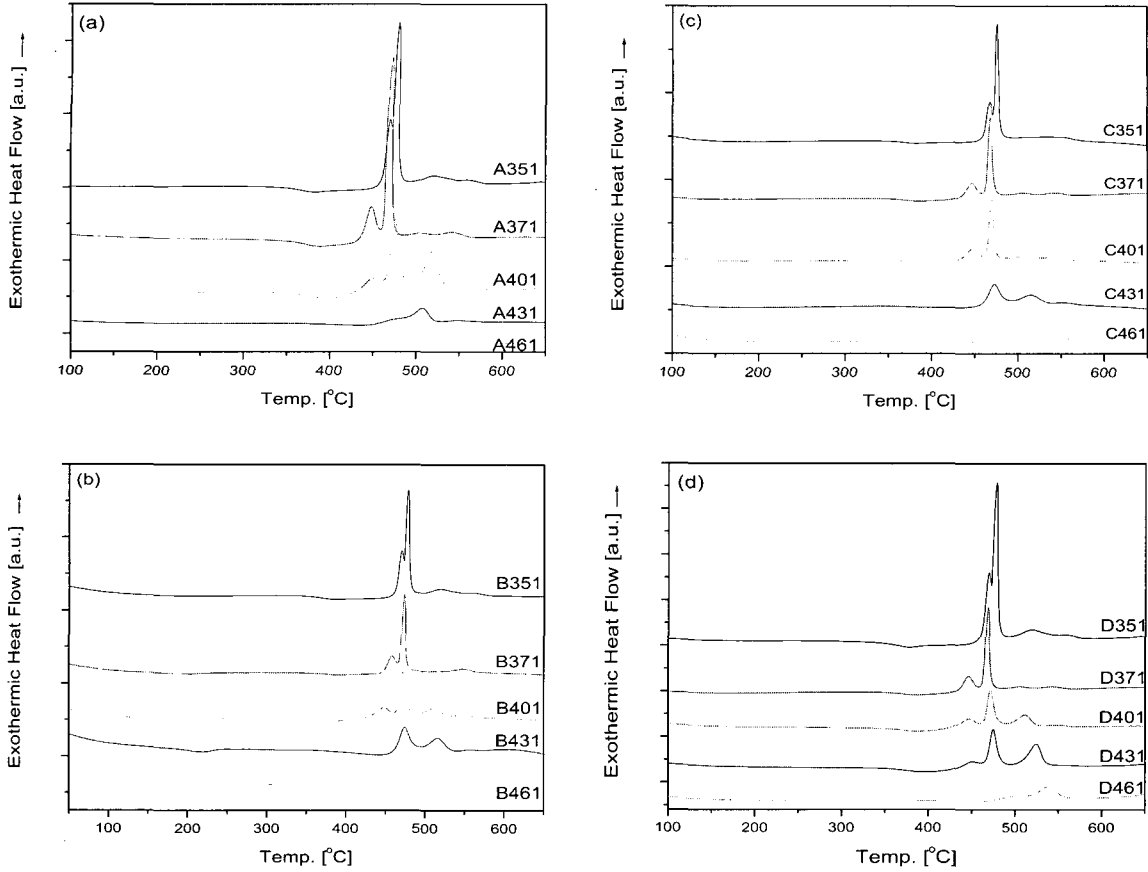 (a)
Exothermic Heat Flow [a.u.] →
A351
A371
A401
A431
A461
100 200 300 400 500 600
Temp. [°C]
(c)
Exothermic Heat Flow [a.u.] →
C351
C371
C401
C431
C461
100 200 300 400 500 600
Temp. [°C]
(b)
Exothermic Heat Flow [a.u.] →
B351
B371
B401
B431
B461
100 200 300 400 500 600
Temp. [°C]
(d)
Exothermic Heat Flow [a.u.] →
D351
D371
D401
D431
D461
100 200 300 400 500 600
Temp. [°C]